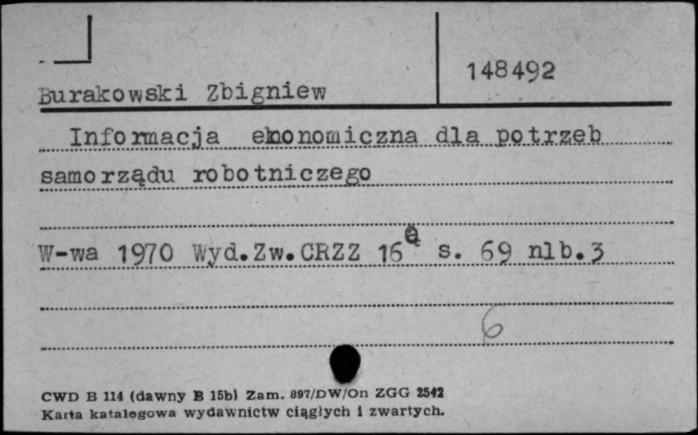 148492
Burakowski Zbigniew
Informacja ekonomiczna dla potrzeb
samorządu robotniczego
W-wa 1970 Wyd.Zw.CRZZ 16° s. 69 nlb.3
6
CWD B 114 (dawny B 15b) Zam. 897/DW/On ZGG 2542
Karta katalogowa wydawnictw ciągłych i zwartych.